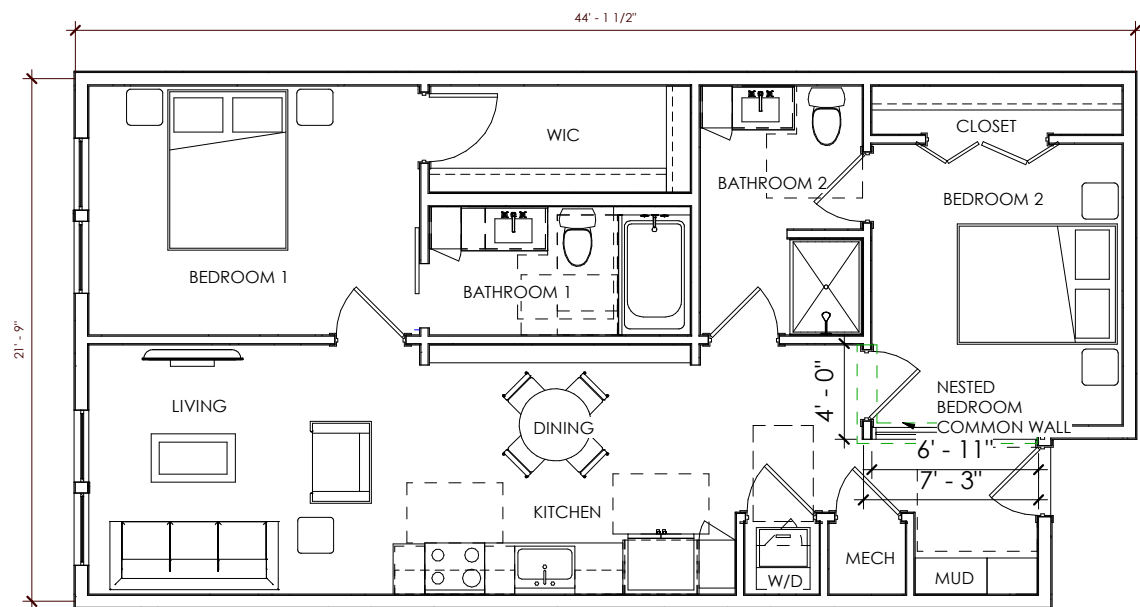 44' - 1 1/2"
21' - 9"
WIC
CLOSET
BATHROOM 2
BEDROOM 2
BEDROOM 1
BATHROOM 1
LIVING
DINING
4' - 0"
NESTED
BEDROOM
COMMON WALL
6' - 11"
7' - 3"
KITCHEN
W/D
MECH
MUD